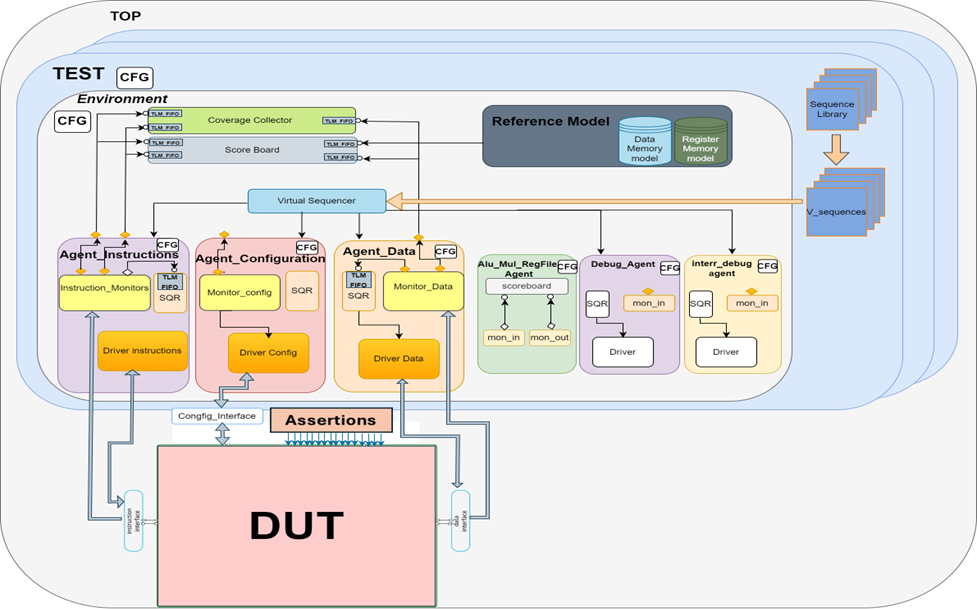 TOP
TEST
CFG
Environment
CFG
TLM_FIFO
TLM_FIFO
Coverage Collector
TLM_FIFO
TLM_FIFO
TLM_FIFO
Score Board
TLM_FIFO
TLM_FIFO
Reference Model
Data
Memory
model
Register
Memory
model
Sequence
Library
V_sequences
Virtual Sequencer
CFG
Agent_Instructions
Instruction_Monitors
TLM
FIFO
SQR
Driver instructions
CFG
Agent_Configuration
Monitor_config
SQR
Driver Config
Agent_Data
CFG
TLM
FIFO
SQR
Monitor_Data
Driver Data
Alu_Mul_RegFile
Agent
CFG
scoreboard
mon_in
mon_out
Debug_Agent
CFG
SQR
mon_in
Driver
interr_debug
agent
CFG
SQR
mon_in
Driver
Congfig_Interface
Assertions
DUT
instruction
interface
data
interface